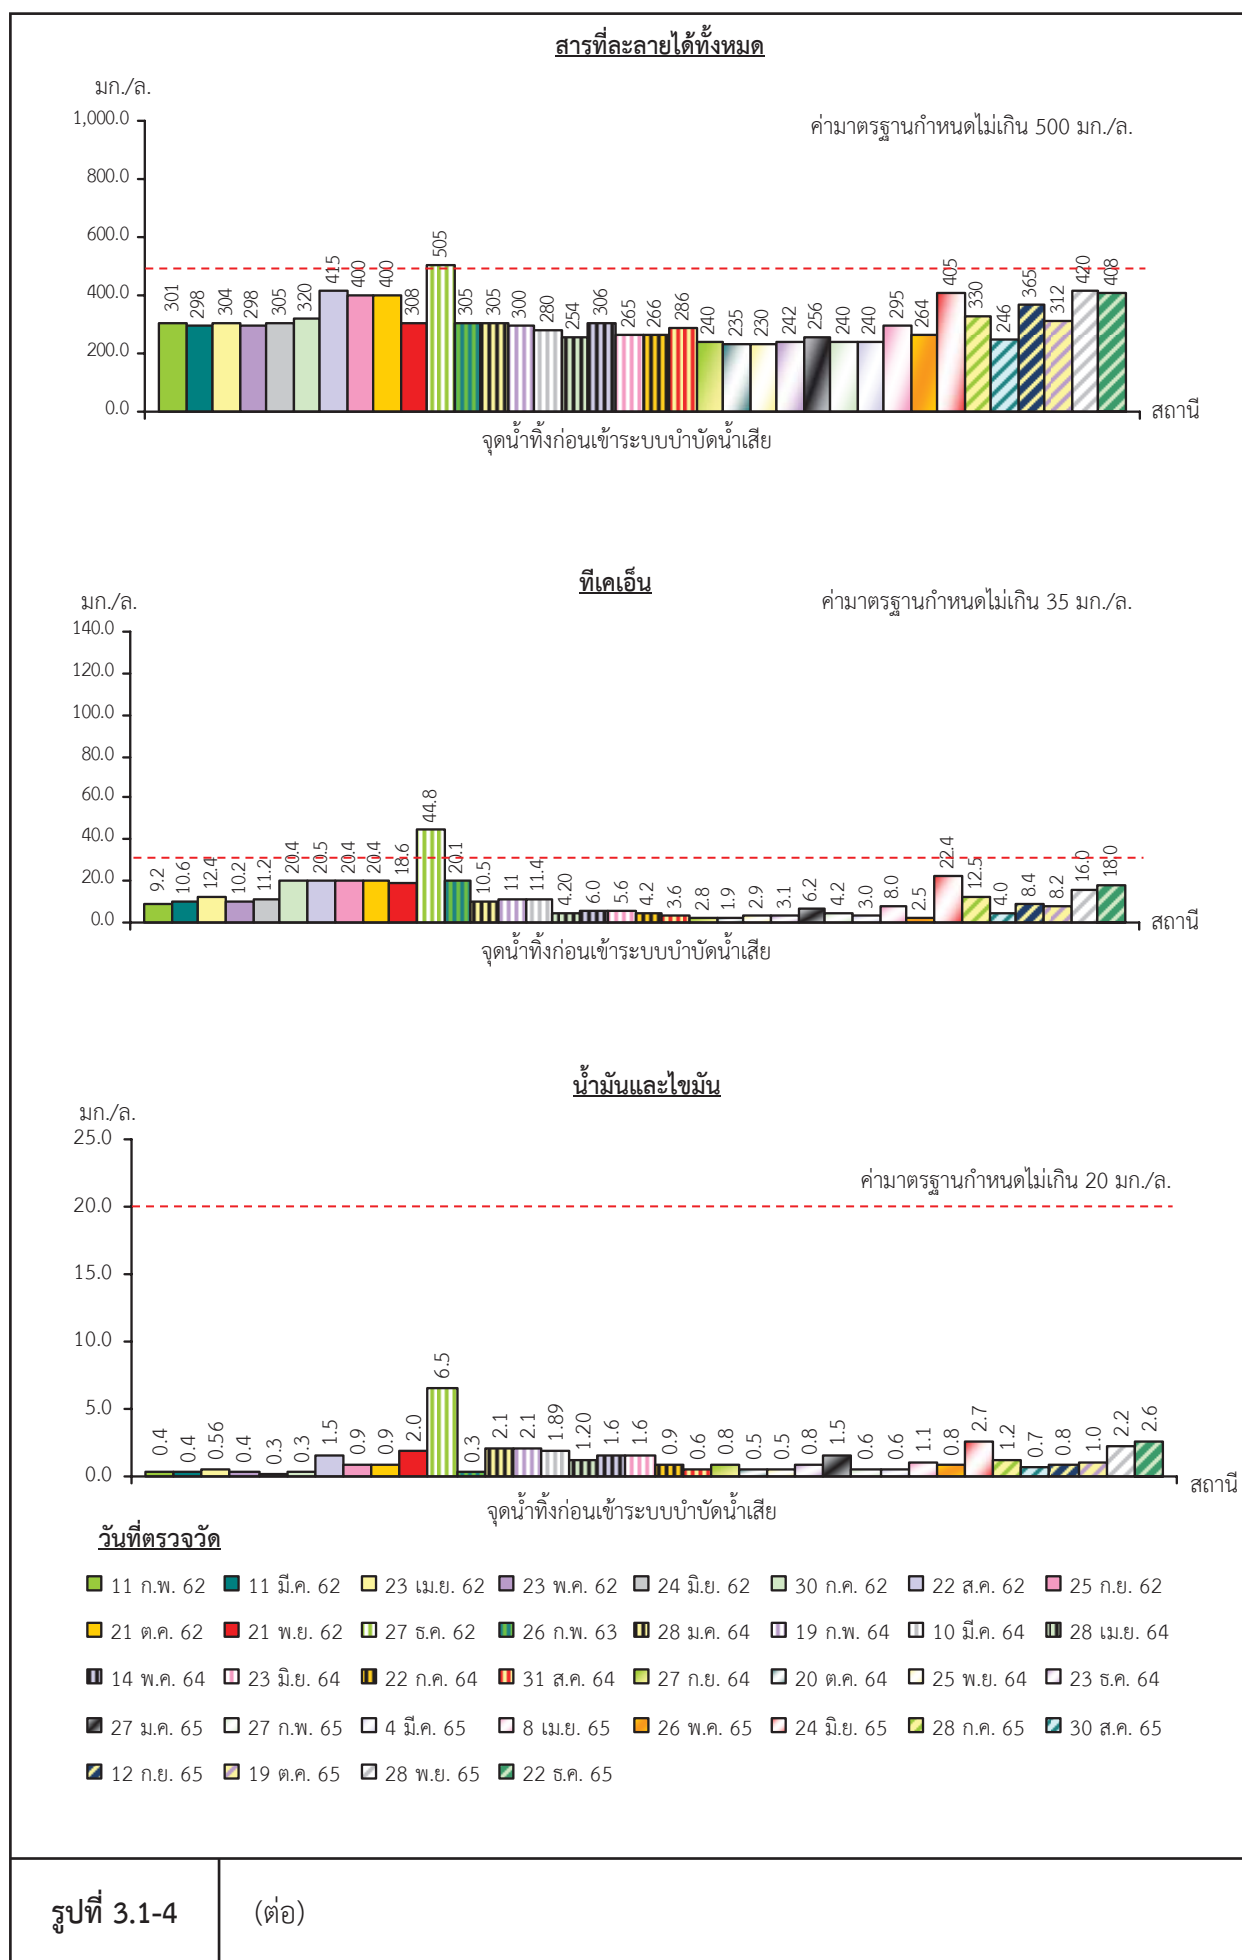 สารที่ละลายได้ทั้งหมด
มก./ล.
ค่ามาตรฐานกำหนดไม่เกิน 500 มก./ล.
1,000.0
800.0
600.0
400.0
200.0
0.0
301 298 304 298 305 320 415 400 400 308 505 305 305 300 280 254 306 265 266 286 240 235 230 242 256 240 240 295 264 405 330 246 365 312 420 408
สถานี
จุดน้ำทิ้งก่อนเข้าระบบบำบัดน้ำเสีย
ทีเคเอ็น
มก./ล.
ค่ามาตรฐานกำหนดไม่เกิน 35 มก./ล.
140.0
120.0
100.0
80.0
60.0
40.0
20.0
0.0
9.2 10.6 12.4 10.2 11.2 20.4 20.5 20.4 20.4 18.6 44.8 20.1 10.5 11 11.4 4.20 6.0 5.6 4.2 3.6 2.8 1.9 2.9 3.1 6.2 4.2 3.0 8.0 2.5 22.4 12.5 4.0 8.4 8.2 16.0 18.0
สถานี
จุดน้ำทิ้งก่อนเข้าระบบบำบัดน้ำเสีย
น้ำมันและไขมัน
มก./ล.
ค่ามาตรฐานกำหนดไม่เกิน 20 มก./ล.
25.0
20.0
15.0
10.0
5.0
0.0
0.4 0.4 0.56 0.4 0.3 0.3 1.5 0.9 0.9 2.0 6.5 0.3 2.1 2.1 1.89 1.20 1.6 1.6 0.9 0.6 0.8 0.5 0.5 0.8 1.5 0.6 0.6 1.1 0.8 2.7 1.2 0.7 0.8 1.0 2.2 2.6
สถานี
จุดน้ำทิ้งก่อนเข้าระบบบำบัดน้ำเสีย
วันที่ตรวจวัด
11 ก.พ. 62 11 มี.ค. 62 23 เม.ย. 62 23 พ.ค. 62 24 มิ.ย. 62 30 ก.ค. 62 22 ส.ค. 62 25 ก.ย. 62
21 ต.ค. 62 21 พ.ย. 62 27 ธ.ค. 62 26 ก.พ. 63 28 ม.ค. 64 19 ก.พ. 64 10 มี.ค. 64 28 เม.ย. 64
14 พ.ค. 64 23 มิ.ย. 64 22 ก.ค. 64 31 ส.ค. 64 27 ก.ย. 64 20 ต.ค. 64 25 พ.ย. 64 23 ธ.ค. 64
27 ม.ค. 65 27 ก.พ. 65 4 มี.ค. 65 8 เม.ย. 65 26 พ.ค. 65 24 มิ.ย. 65 28 ก.ค. 65 30 ส.ค. 65
12 ก.ย. 65 19 ต.ค. 65 28 พ.ย. 65 22 ธ.ค. 65
รูปที่ 3.1-4 (ต่อ)